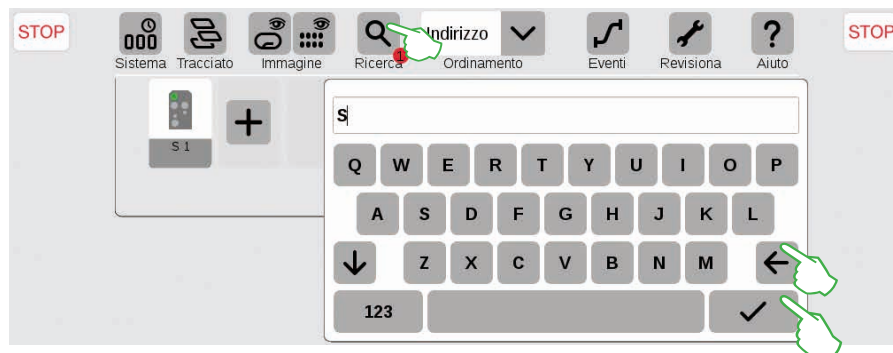 STOP
Indirizzo
STOP
Sistema Tracciato Immagine Ricerca Ordinamento Eventi Revisiona Aiuto
1
S 1
S
Q W E R T Y U I O P
A S D F G H J K L
Z X C V B N M
123